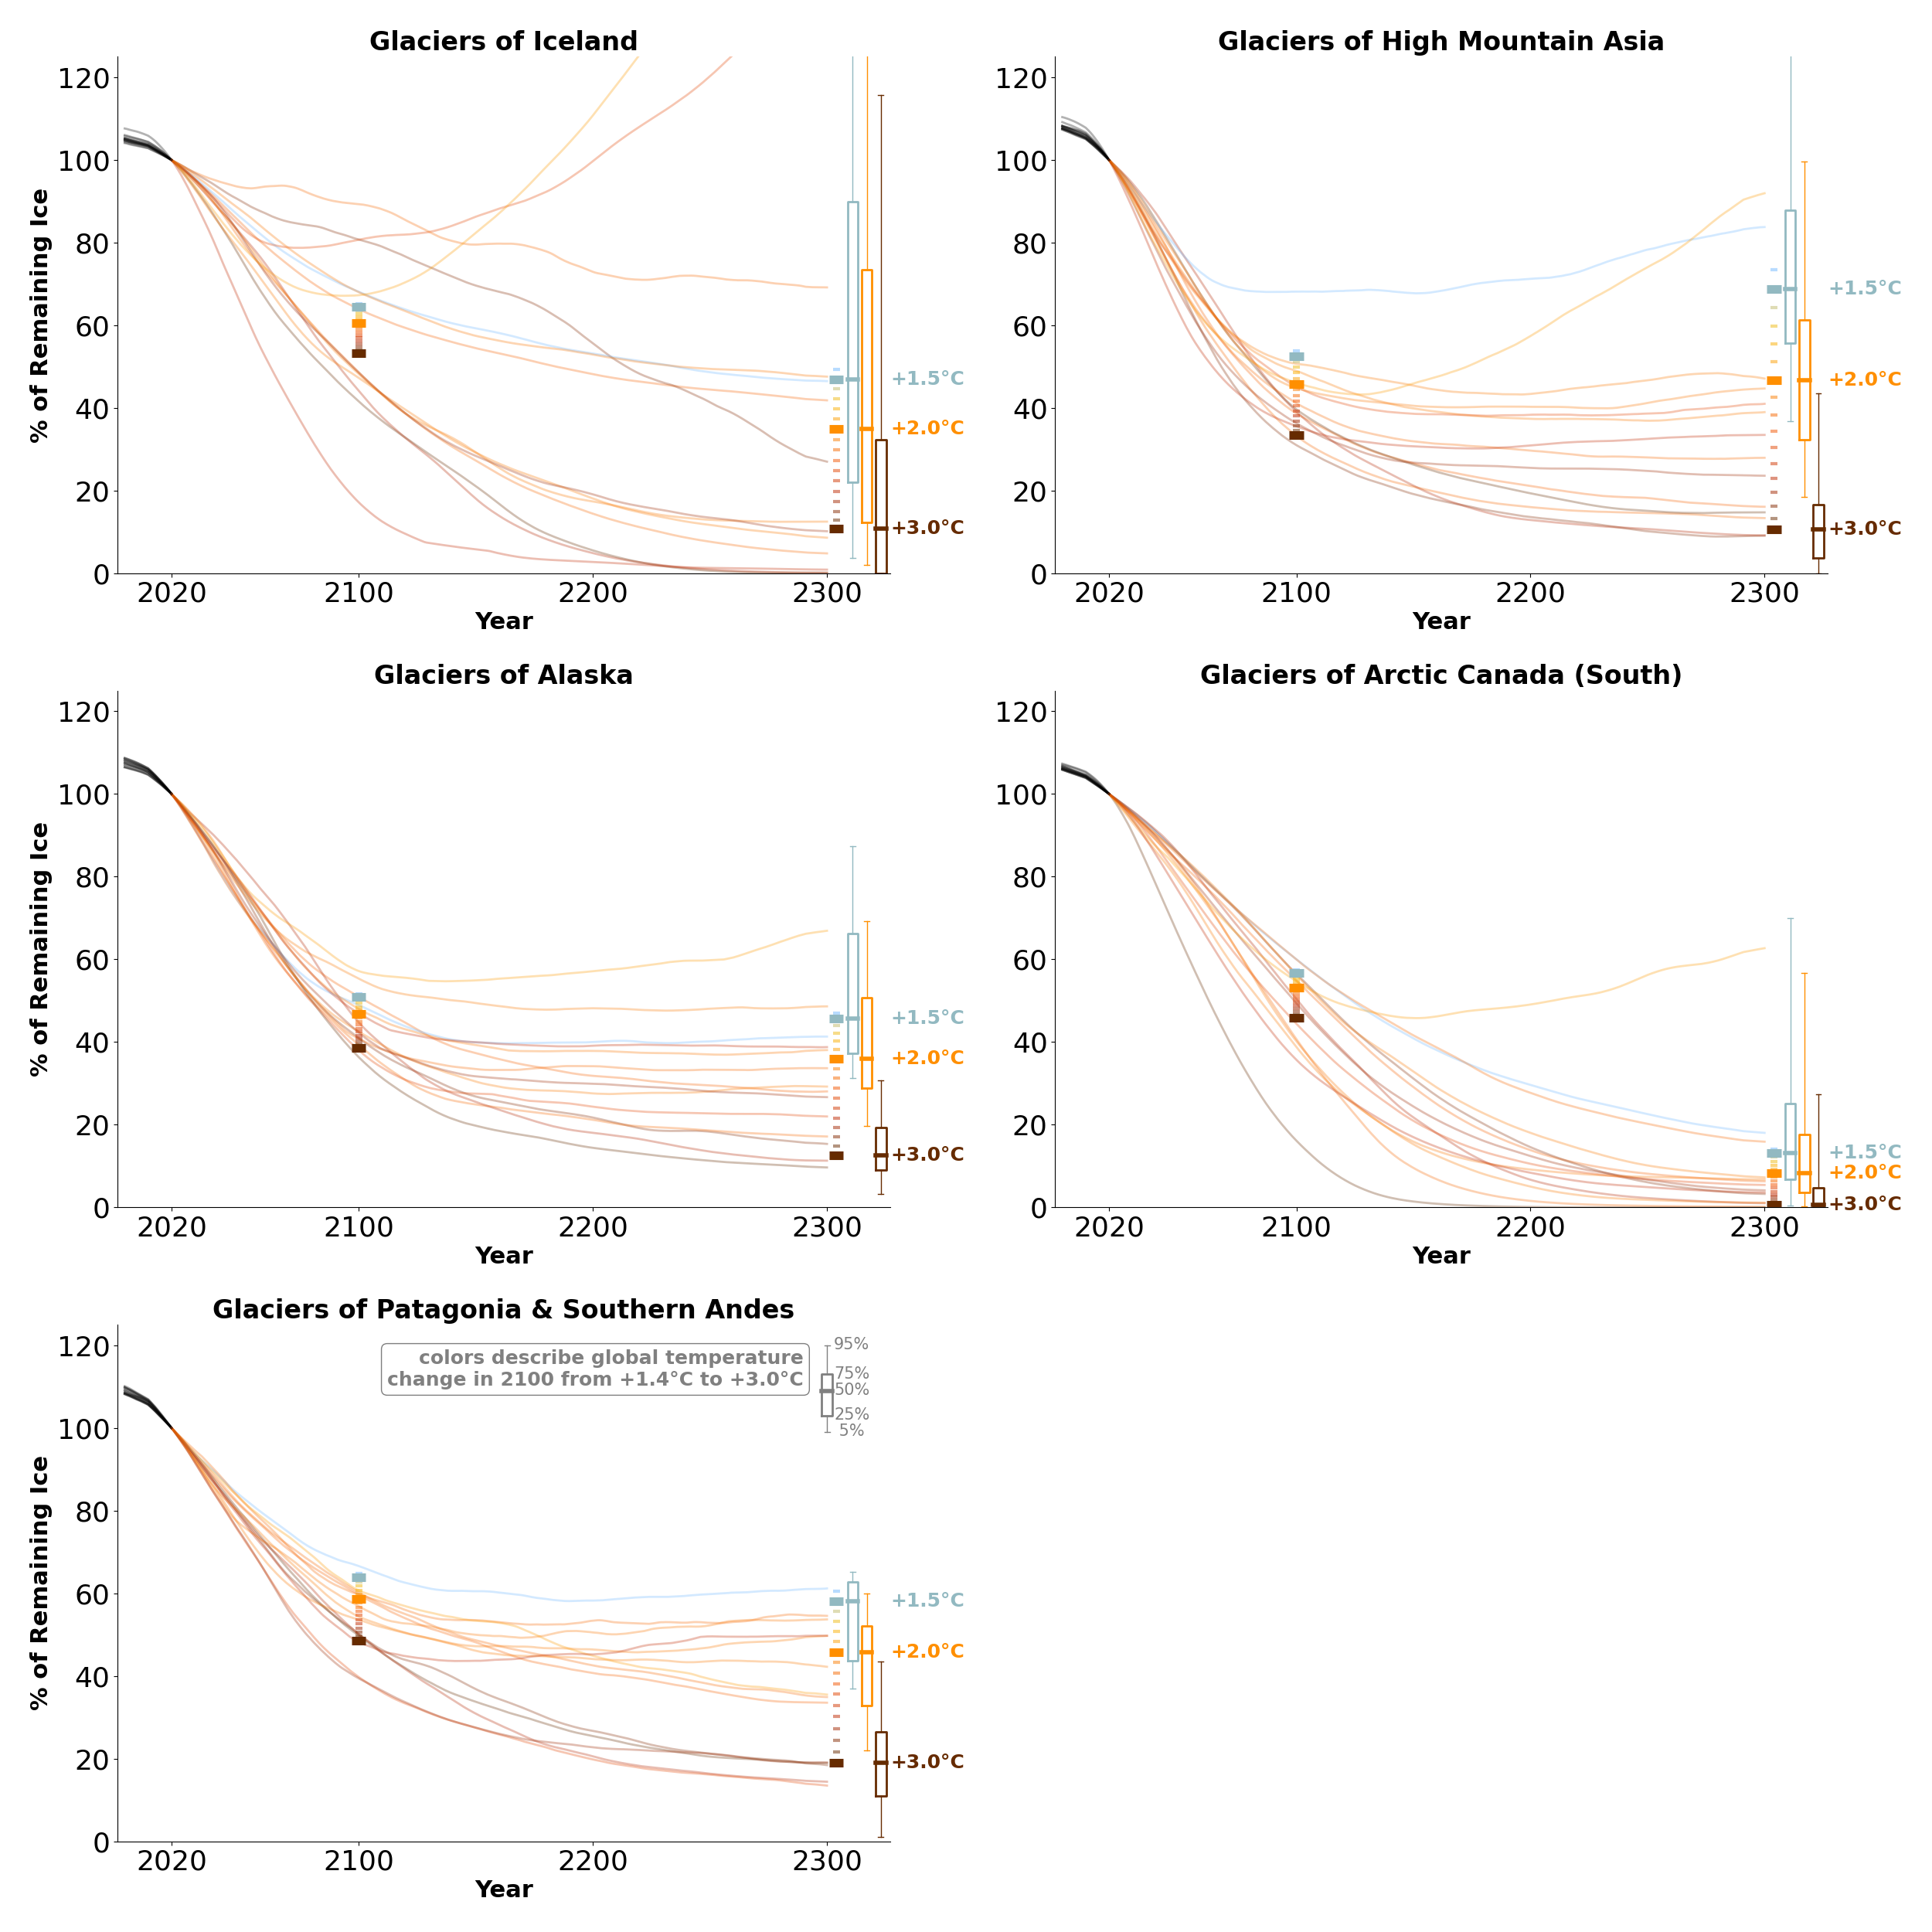 Glaciers of Iceland
120
100
80
60
40
20
0
% of Remaining Ice
2020 2100 2200 2300
Year
+1.5°C
+2.0°C
+3.0°C
Glaciers of High Mountain Asia
120
100
80
60
40
20
0
2020 2100 2200 2300
Year
+1.5°C
+2.0°C
+3.0°C
Glaciers of Alaska
120
100
80
60
40
20
0
% of Remaining Ice
2020 2100 2200 2300
Year
+1.5°C
+2.0°C
+3.0°C
Glaciers of Arctic Canada (South)
120
100
80
60
40
20
0
2020 2100 2200 2300
Year
+1.5°C
+2.0°C
+3.0°C
Glaciers of Patagonia & Southern Andes
120
100
80
60
40
20
0
% of Remaining Ice
colors describe global temperature
change in 2100 from +1.4°C to +3.0°C
95%
75%
50%
25%
5%
2020 2100 2200 2300
Year
+1.5°C
+2.0°C
+3.0°C